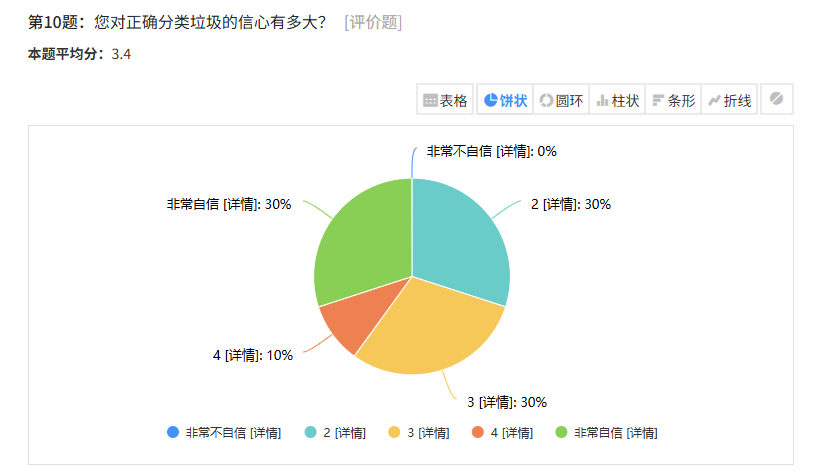 第10题：您对正确分类垃圾的信心有多大？ [评价题]
本题平均分：3.4
表格 饼状 圆环 柱状 条形 折线
非常不自信 [详情]: 0%
非常自信 [详情]: 30%
2 [详情]: 30%
4 [详情]: 10%
3 [详情]: 30%
非常不自信 [详情] 2 [详情] 3 [详情] 4 [详情] 非常自信 [详情]